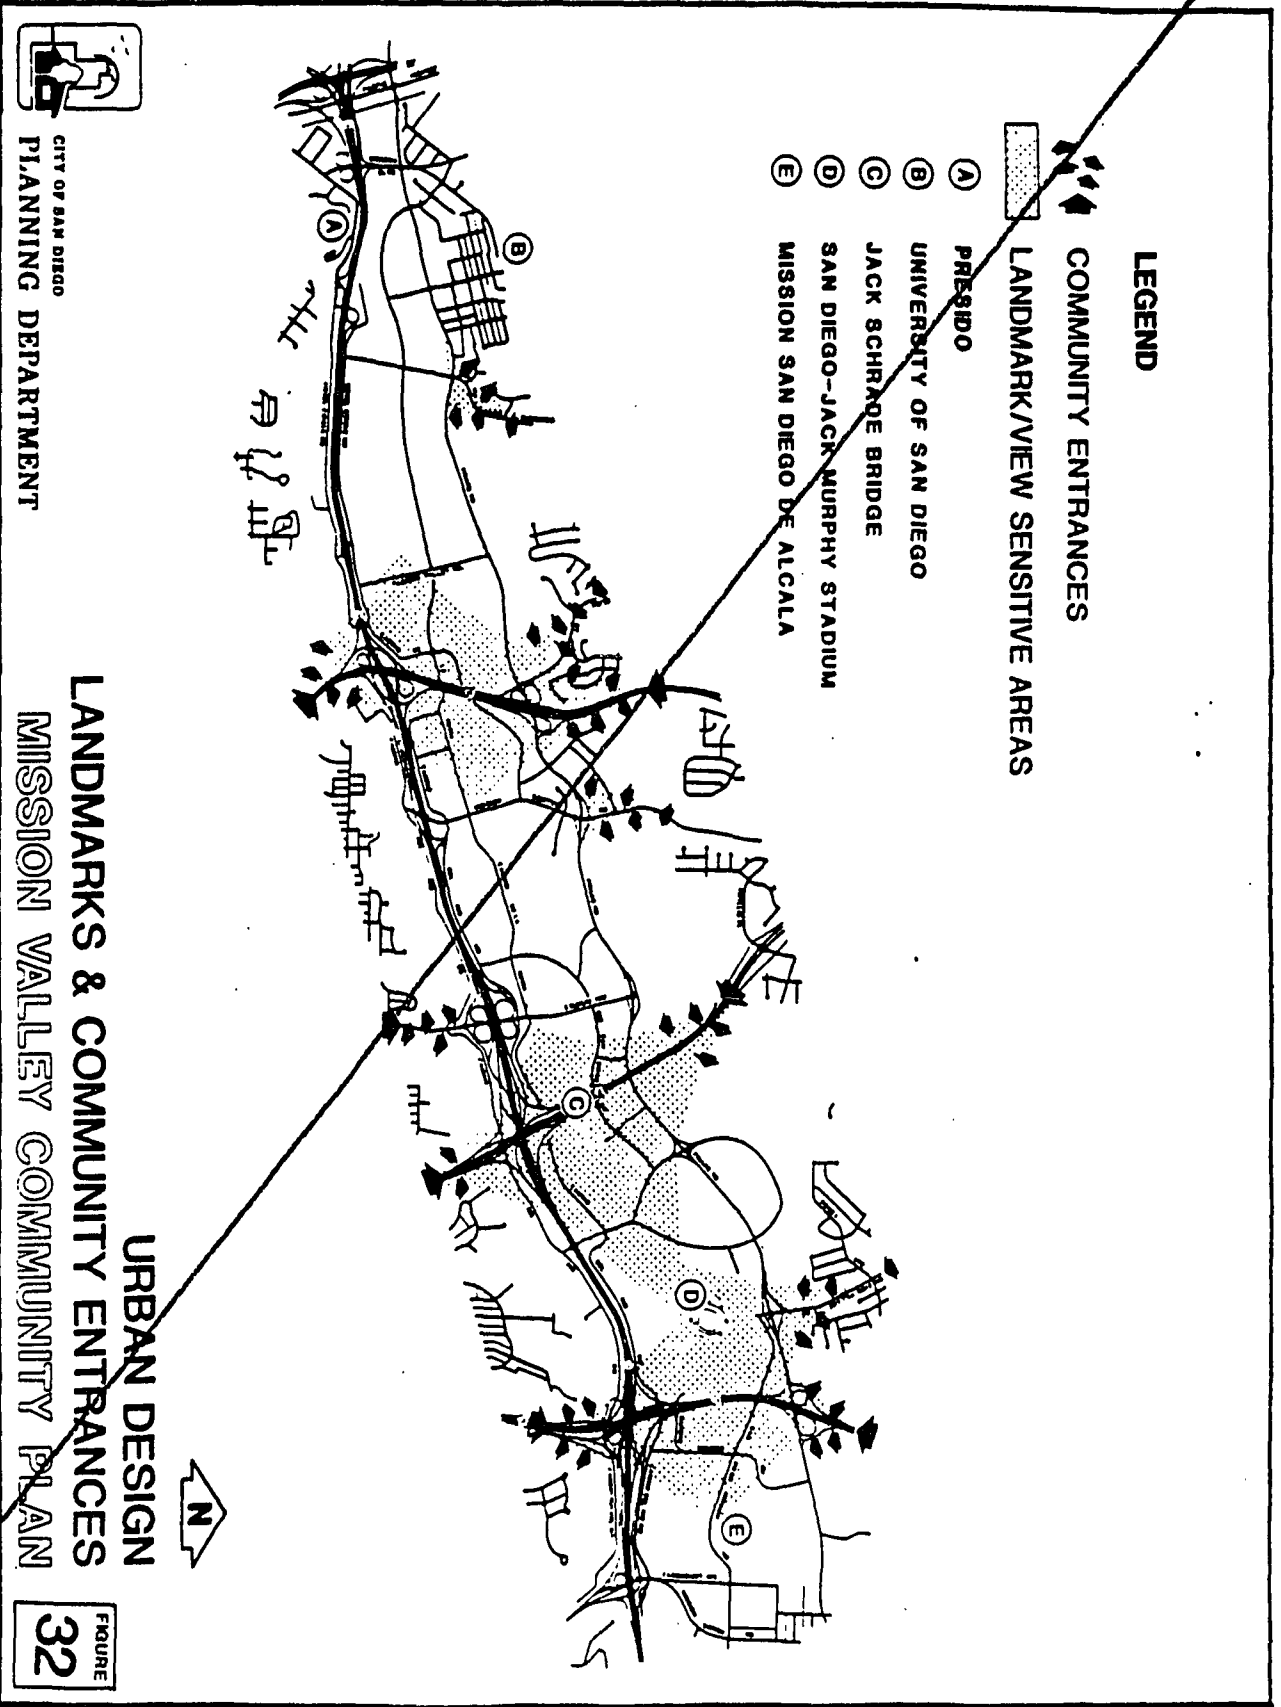 LEGEND
COMMUNITY ENTRANCES
LANDMARK/VIEW SENSITIVE AREAS
A PRESIDO
B UNIVERSITY OF SAN DIEGO
C JACK SCHRADE BRIDGE
D SAN DIEGO-JACK MURPHY STADIUM
E MISSION SAN DIEGO DE ALCALA
B
A
C
D
E
N
CITY OF SAN DIEGO
PLANNING DEPARTMENT
URBAN DESIGN
LANDMARKS & COMMUNITY ENTRANCES
MISSION VALLEY COMMUNITY PLAN
FIGURE
32